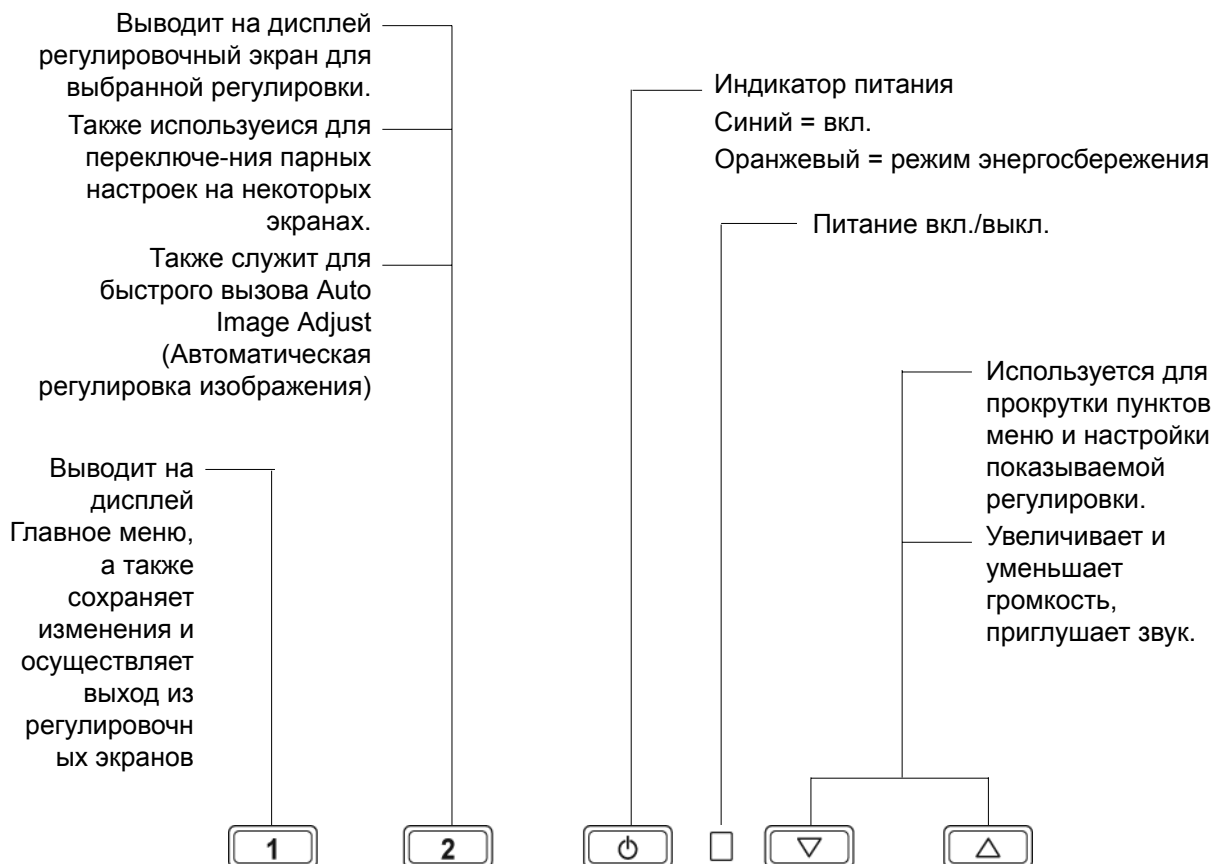 Выводит на дисплей
регулировочный экран для
выбранной регулировки.
Также используеися для
переключе-ния парных
настроек на некоторых
экранах.
Также служит для
быстрого вызова Auto
Image Adjust
(Автоматическая
регулировка изображения)
Выводит на
дисплей
Главное меню,
а также
сохраняет
изменения и
осуществляет
выход из
регулировочн
ых экранов
Индикатор питания
Синий = вкл.
Оранжевый = режим энергосбережения
Питание вкл./выкл.
Используется для
прокрутки пунктов
меню и настройки
показываемой
регулировки.
Увеличивает и
уменьшает
громкость,
приглушает звук.
1
2